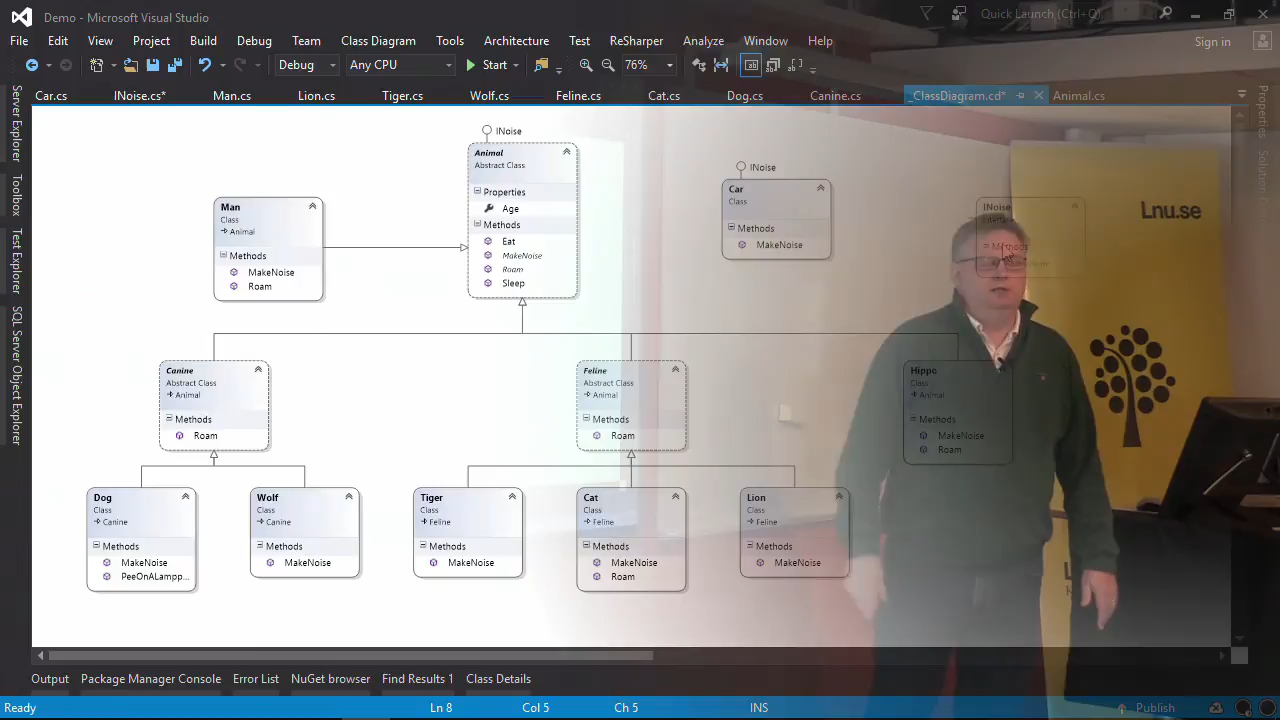 Demo - Microsoft Visual Studio
Quick Launch (Ctrl+Q)
File Edit View Project Build Debug Team Class Diagram Tools Architecture Test ReSharper Analyze Window Help
Sign in
Debug Any CPU Start 76%
Car.cs INoise.cs* Man.cs Lion.cs Tiger.cs Wolf.cs Feline.cs Cat.cs Dog.cs Canine.cs _ClassDiagram.cd* Animal.cs
Server Explorer
Toolbox
Test Explorer
SQL Server Object Explorer
Properties
INoise
Animal
Abstract Class
Properties
Age
Methods
Eat
MakeNoise
Roam
Sleep
Man
Class
Animal
Methods
MakeNoise
Roam
INoise
Car
Class
Methods
MakeNoise
INoise
Interface
Methods
Lnu.se
Canine
Abstract Class
Animal
Methods
Roam
Feline
Abstract Class
Animal
Methods
Roam
Hippo
Class
Animal
Methods
MakeNoise
Roam
Dog
Class
Canine
Methods
MakeNoise
PeeOnALampp...
Wolf
Class
Canine
Methods
MakeNoise
Tiger
Class
Feline
Methods
MakeNoise
Cat
Class
Feline
Methods
MakeNoise
Roam
Lion
Class
Feline
Methods
MakeNoise
Output Package Manager Console Error List NuGet browser Find Results 1 Class Details
Ready Ln 8 Col 5 Ch 5 INS Publish